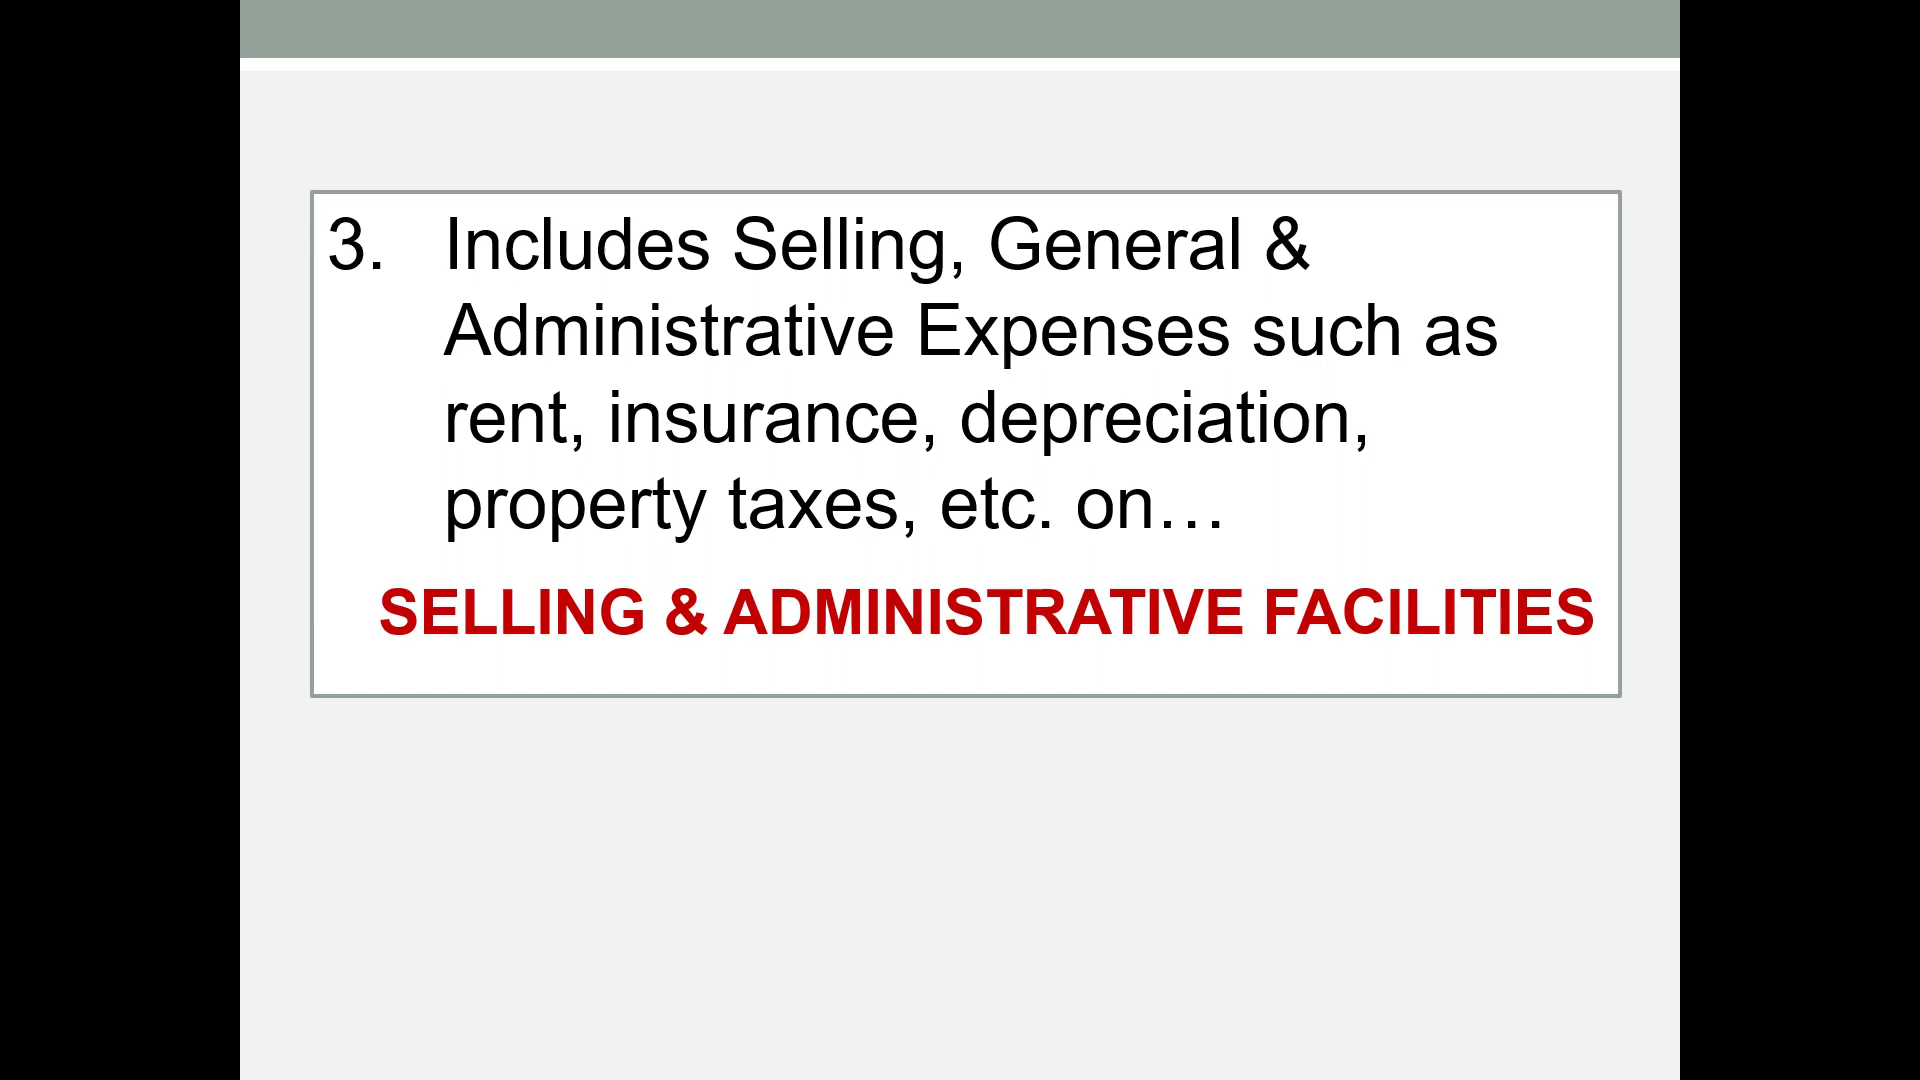 3. Includes Selling, General &
Administrative Expenses such as
rent, insurance, depreciation,
property taxes, etc. on…
SELLING & ADMINISTRATIVE FACILITIES